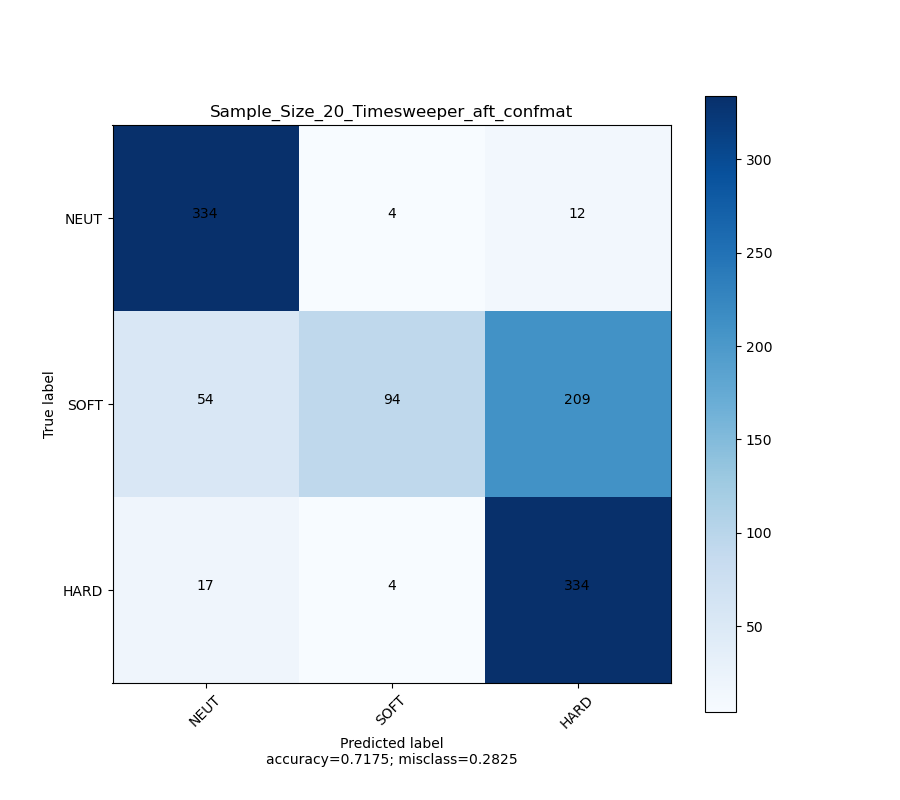 Sample_Size_20_Timesweeper_aft_confmat
NEUT 334 4 12
SOFT 54 94 209
HARD 17 4 334
NEUT SOFT HARD
True label
Predicted label
accuracy=0.7175; misclass=0.2825
300
250
200
150
100
50